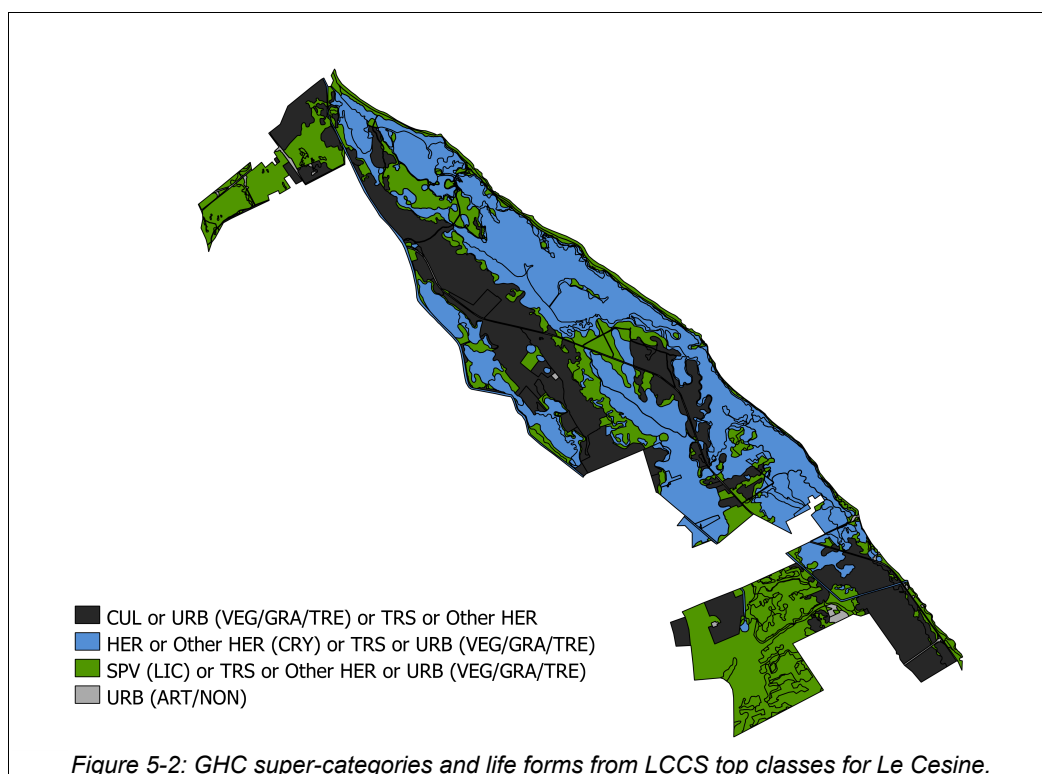 CUL or URB (VEG/GRA/TRE) or TRS or Other HER
HER or Other HER (CRY) or TRS or URB (VEG/GRA/TRE)
SPV (LIC) or TRS or Other HER or URB (VEG/GRA/TRE)
URB (ART/NON)
Figure 5-2: GHC super-categories and life forms from LCCS top classes for Le Cesine.